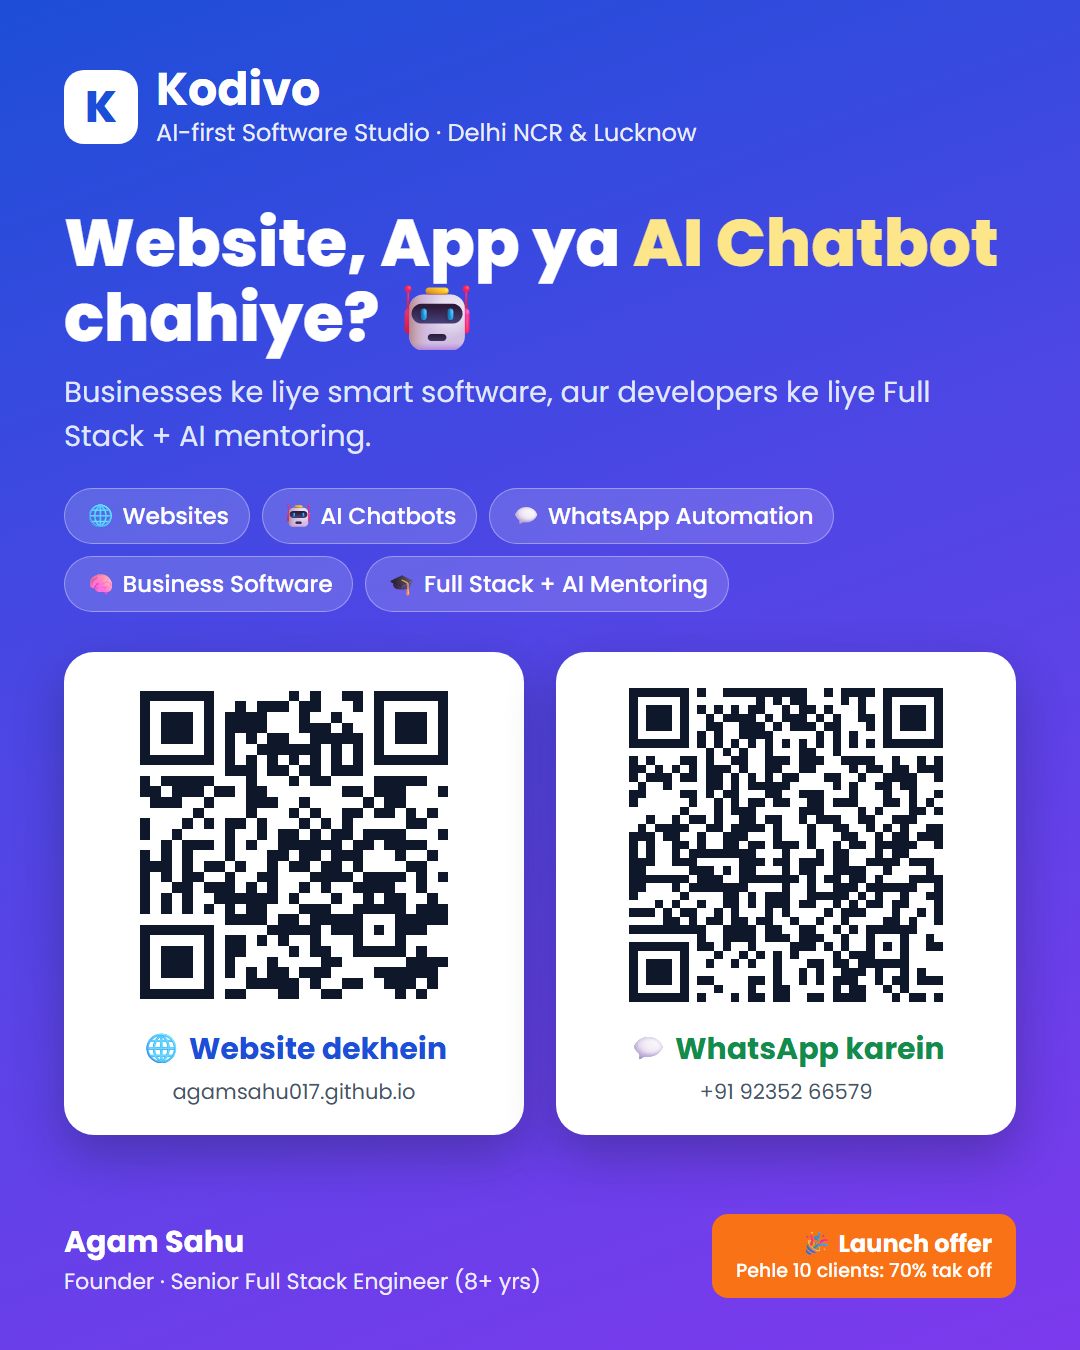 K
Kodivo
AI-first Software Studio · Delhi NCR & Lucknow
Website, App ya AI Chatbot
chahiye?
Businesses ke liye smart software, aur developers ke liye Full
Stack + AI mentoring.
Websites
AI Chatbots
WhatsApp Automation
Business Software
Full Stack + AI Mentoring
Website dekhein
agamsahu017.github.io
WhatsApp karein
+91 92352 66579
Agam Sahu
Founder · Senior Full Stack Engineer (8+ yrs)
Launch offer
Pehle 10 clients: 70% tak off